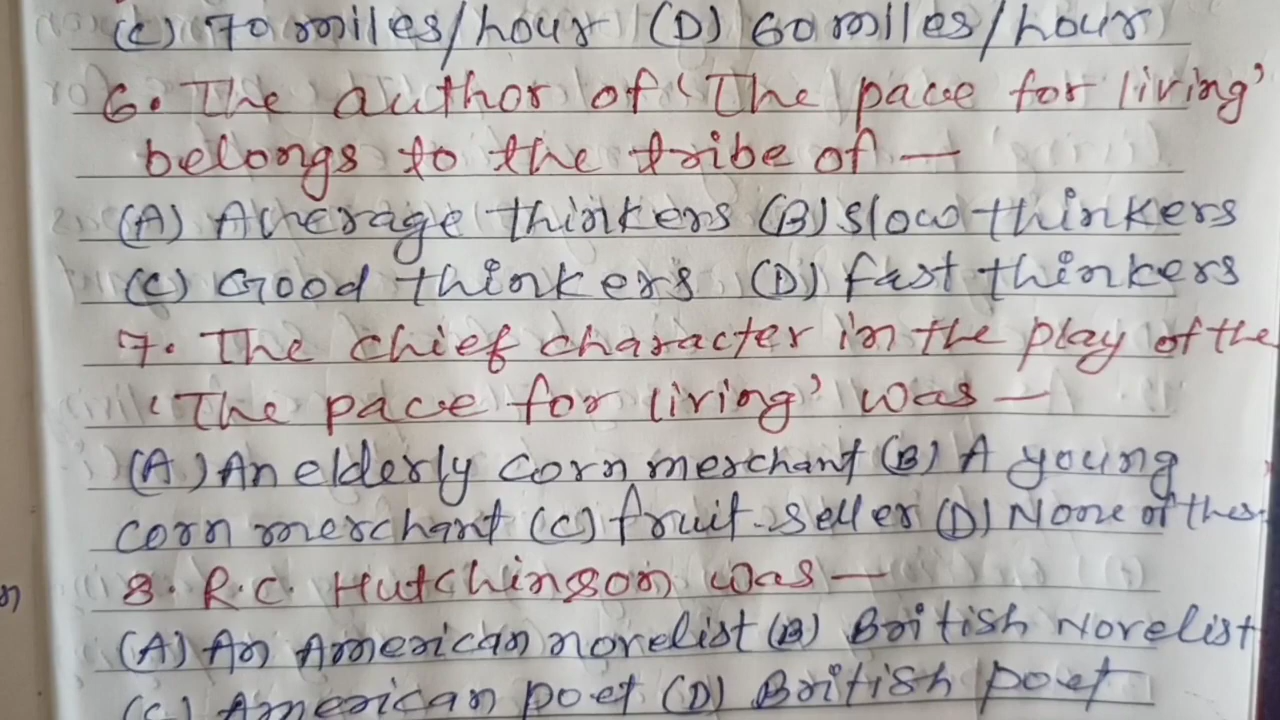 (C) 70 miles/hour (D) 60 miles/hour
6. The author of 'The pace for living'
belongs to the tribe of —
(A) Average thinkers (B) slow thinkers
(C) Good thinkers (D) fast thinkers
7. The chief character in the play of the
'The pace for living' was —
(A) An elderly corn merchant (B) A young
corn merchant (C) fruit-seller (D) None of
8. R.C. Hutchinson was —
(A) An American novelist (B) British Novelist
(C) American poet (D) British poet